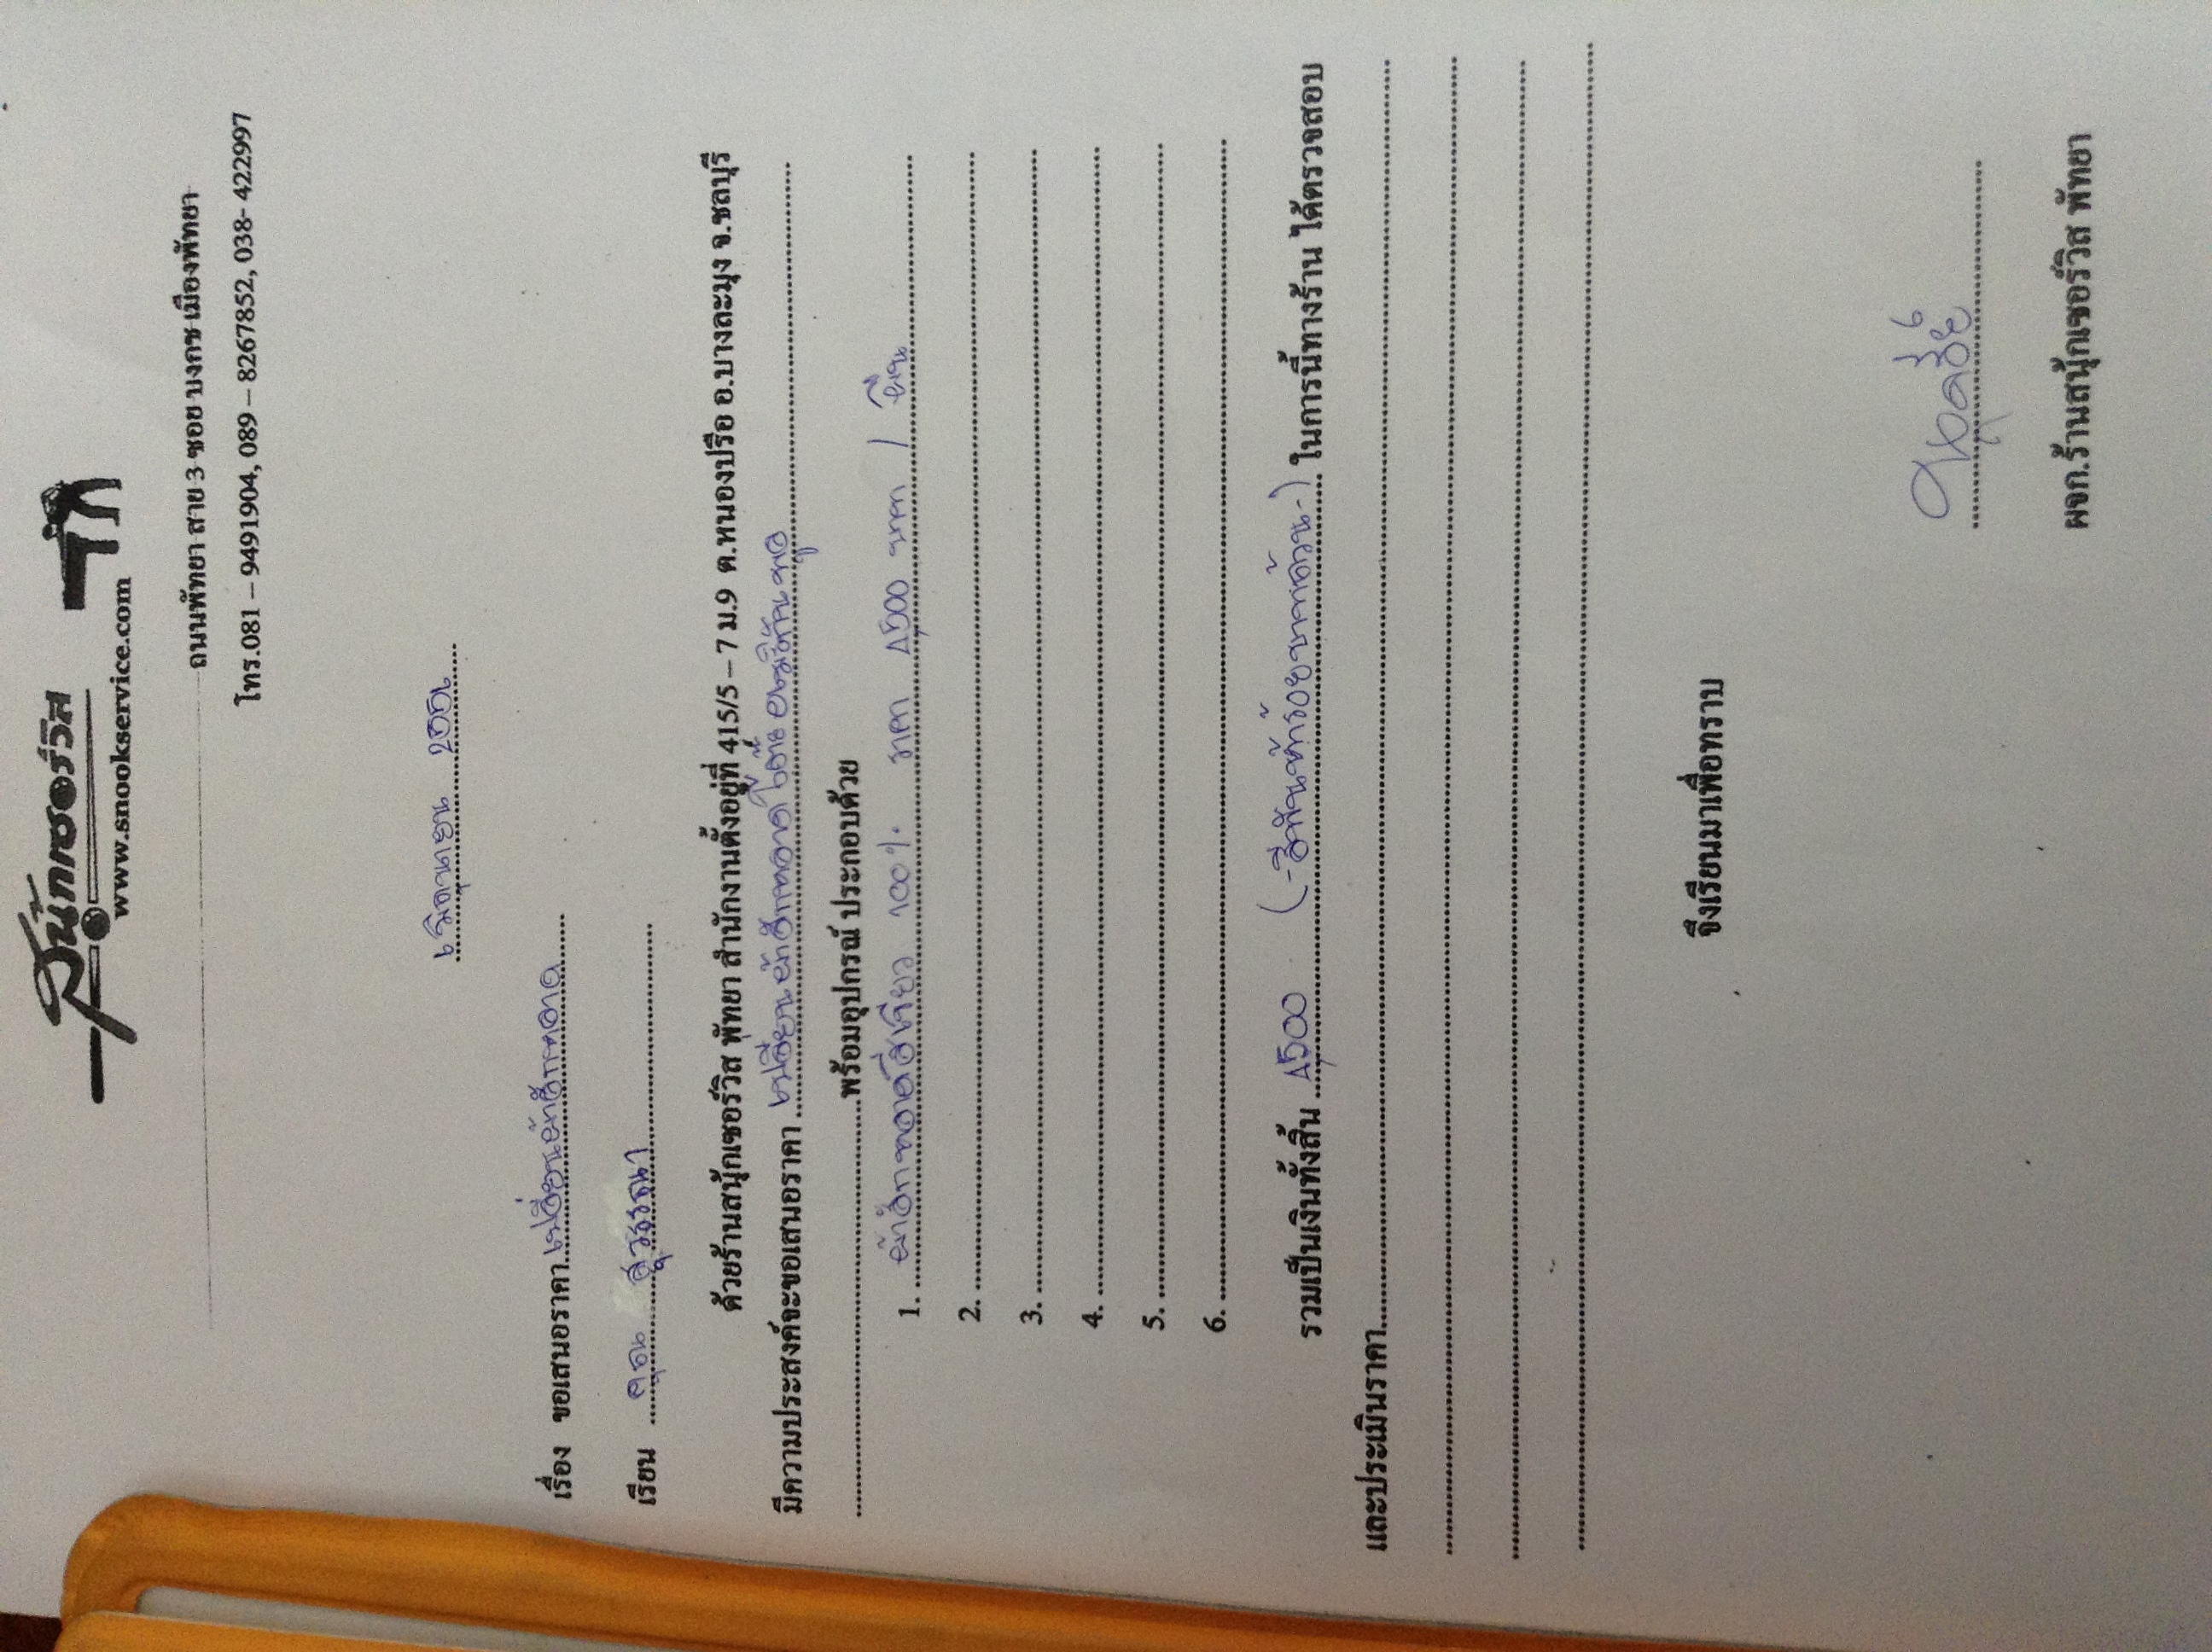 สนุ้กเซอร์วิส
www.snookservice.com
ถนนพัทยา สาย 3 ซอย บงกช เมืองพัทยา
โทร.081 – 9491904, 089 – 8267852, 038- 422997
6 มิถุนายน 2556
เรื่อง ขอเสนอราคา เปลี่ยนผ้าสักหลาด
เรียน คุณ สุวรรณา
ด้วยร้านสนุ้กเซอร์วิส พัทยา สำนักงานตั้งอยู่ที่ 415/5 – 7 ม.9 ต.หนองปรือ อ.บางละมุง จ.ชลบุรี
มีความประสงค์จะขอเสนอราคา เปลี่ยนผ้าสักหลาด โต๊ะ อเมริกัน พูล
พร้อมอุปกรณ์ ประกอบด้วย
1. ผ้าสักหลาดสีเขียว 100% ราคา 4,500 บาท / ผืน
2.
3.
4.
5.
6.
รวมเป็นเงินทั้งสิ้น 4,500 (-สี่พันห้าร้อยบาทถ้วน-) ในการนี้ทางร้าน ได้ตรวจสอบ
และประเมินราคา
จึงเรียนมาเพื่อทราบ
ผจก.ร้านสนุ้กเซอร์วิส พัทยา